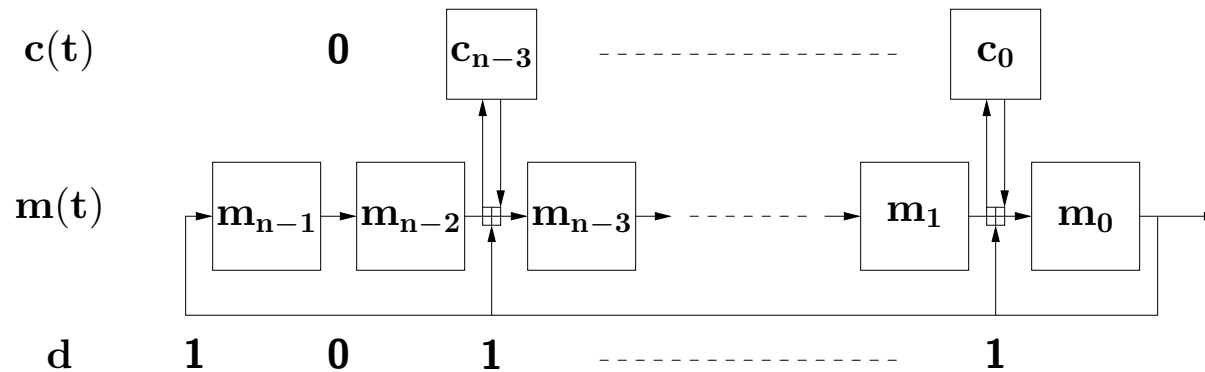 c(t) 0 c_{n−3} c_0
m(t) m_{n−1} m_{n−2} m_{n−3} m_1 m_0
d 1 0 1 1